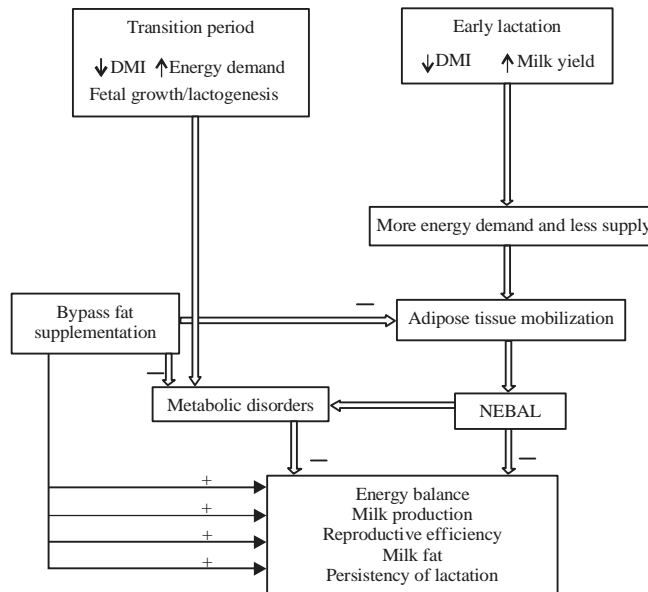 Transition period
↓DMI ↑Energy demand
Fetal growth/lactogenesis
Early lactation
↓DMI ↑ Milk yield
More energy demand and less supply
Bypass fat
supplementation
—
Adipose tissue mobilization
—
Metabolic disorders
NEBAL
—
—
+
+
+
+
Energy balance
Milk production
Reproductive efficiency
Milk fat
Persistency of lactation